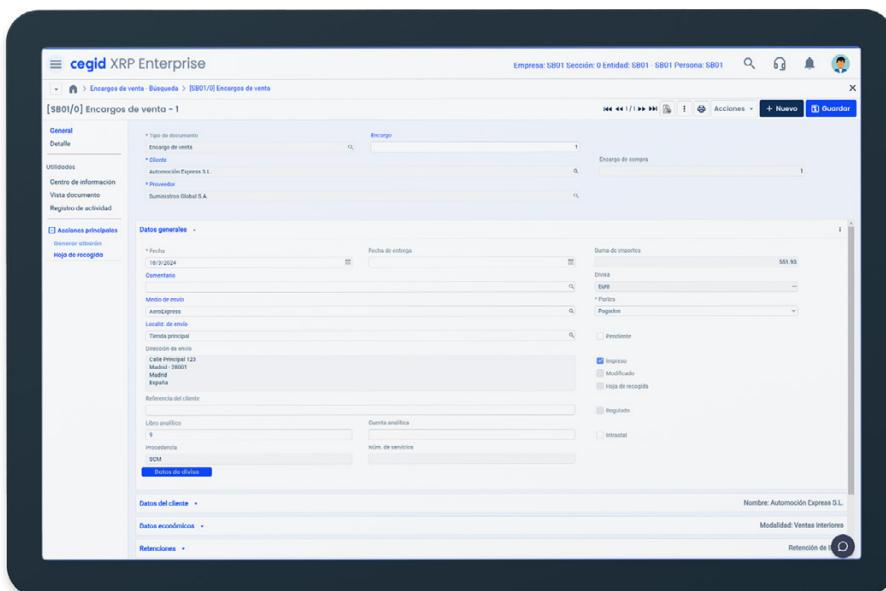 cegid XRP Enterprise
Empresa: SB01 Sección: 0 Entidad: SB01 - SB01 Persona: SB01
> Encargos de venta - Búsqueda > [SB01/0] Encargos de venta
[SB01/0] Encargos de venta - 1
1 / 1
Acciones
+ Nuevo
Guardar
General
Detalle
Utilidades
Centro de información
Vista documento
Registro de actividad
Acciones principales
Generar albarán
Hoja de recogida
* Tipo de documento
Encargo
Encargo de venta
1
* Cliente
Encargo de compra
Automoción Express S.L.
1
* Proveedor
Suministros Global S.A.
Datos generales
* Fecha
Fecha de entrega
Suma de importes
18/3/2024
551.93
Comentario
Divisa
Euro
Medio de envío
* Portes
AeroExpress
Pagados
Localid. de envío
Tienda principal
Pendiente
Dirección de envío
Calle Principal 123
Madrid - 28001
Madrid
España
Impreso
Modificado
Hoja de recogida
Referencia del cliente
Regulado
Libro analítico
Cuenta analítica
9
Intrastat
Procedencia
Núm. de servicios
SCM
Datos de divisa
Datos del cliente
Nombre: Automoción Express S.L.
Datos económicos
Modalidad: Ventas Interiores
Retenciones
Retención de